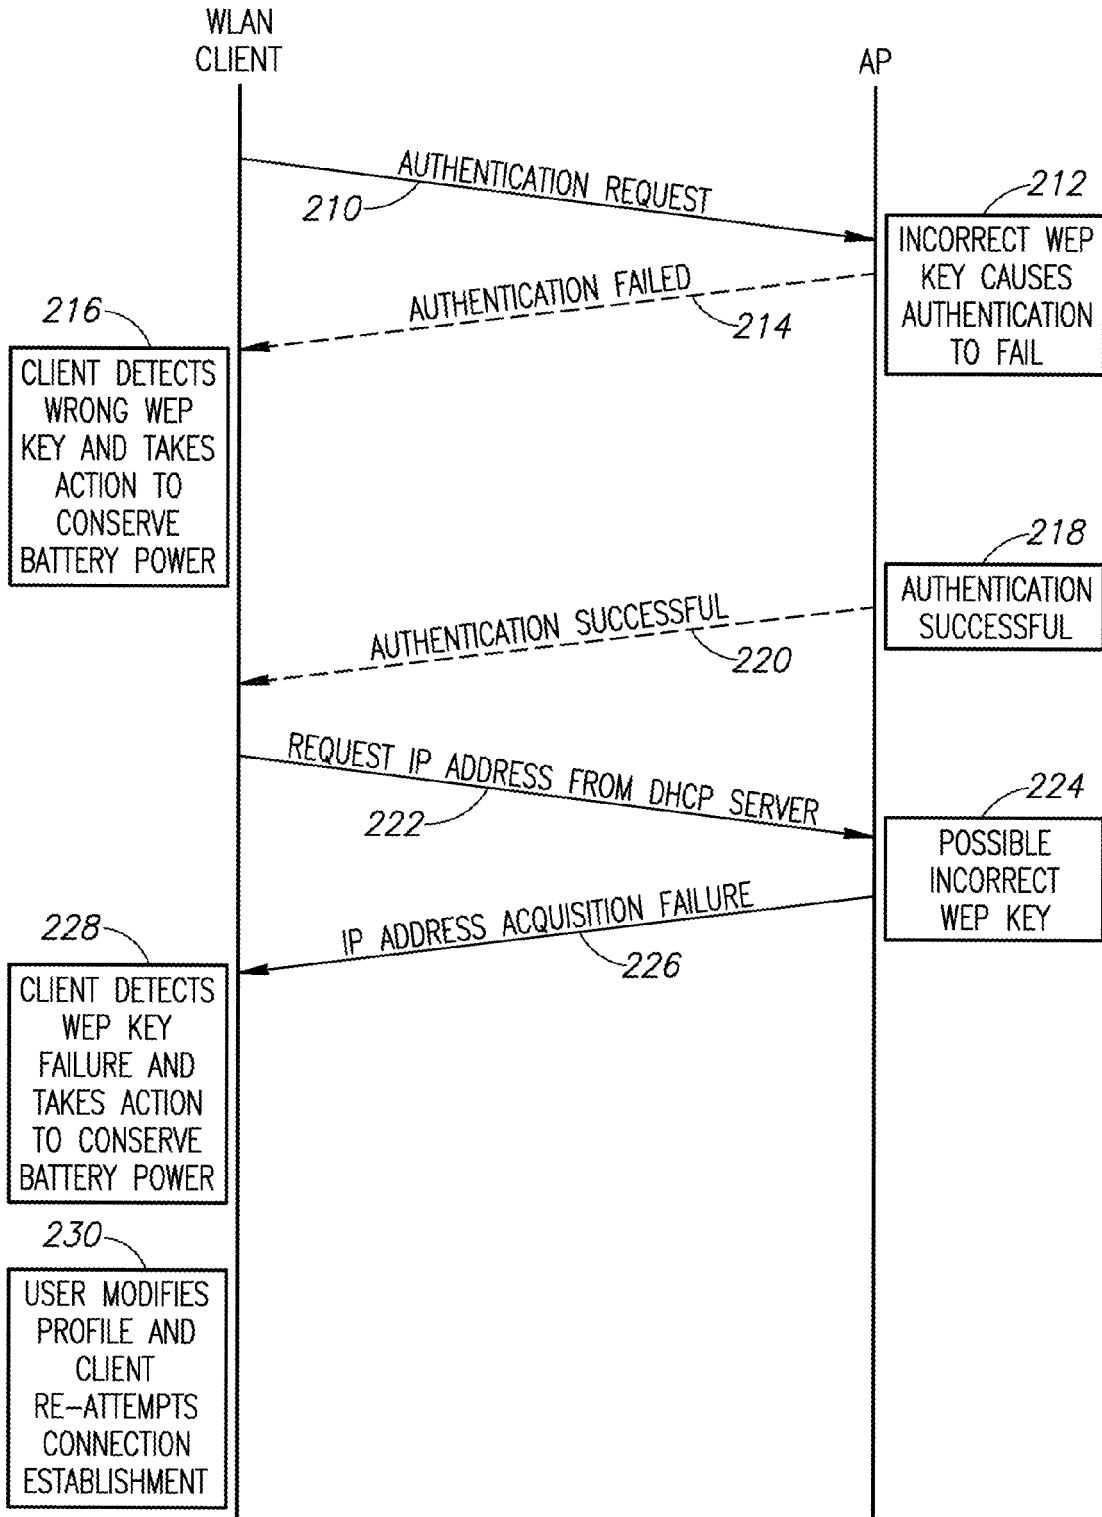 WLAN
CLIENT
AP
AUTHENTICATION REQUEST
210
212
INCORRECT WEP
KEY CAUSES
AUTHENTICATION
TO FAIL
AUTHENTICATION FAILED
214
216
CLIENT DETECTS
WRONG WEP
KEY AND TAKES
ACTION TO
CONSERVE
BATTERY POWER
218
AUTHENTICATION
SUCCESSFUL
AUTHENTICATION SUCCESSFUL
220
REQUEST IP ADDRESS FROM DHCP SERVER
222
224
POSSIBLE
INCORRECT
WEP KEY
IP ADDRESS ACQUISITION FAILURE
226
228
CLIENT DETECTS
WEP KEY
FAILURE AND
TAKES ACTION
TO CONSERVE
BATTERY POWER
230
USER MODIFIES
PROFILE AND
CLIENT
RE-ATTEMPTS
CONNECTION
ESTABLISHMENT